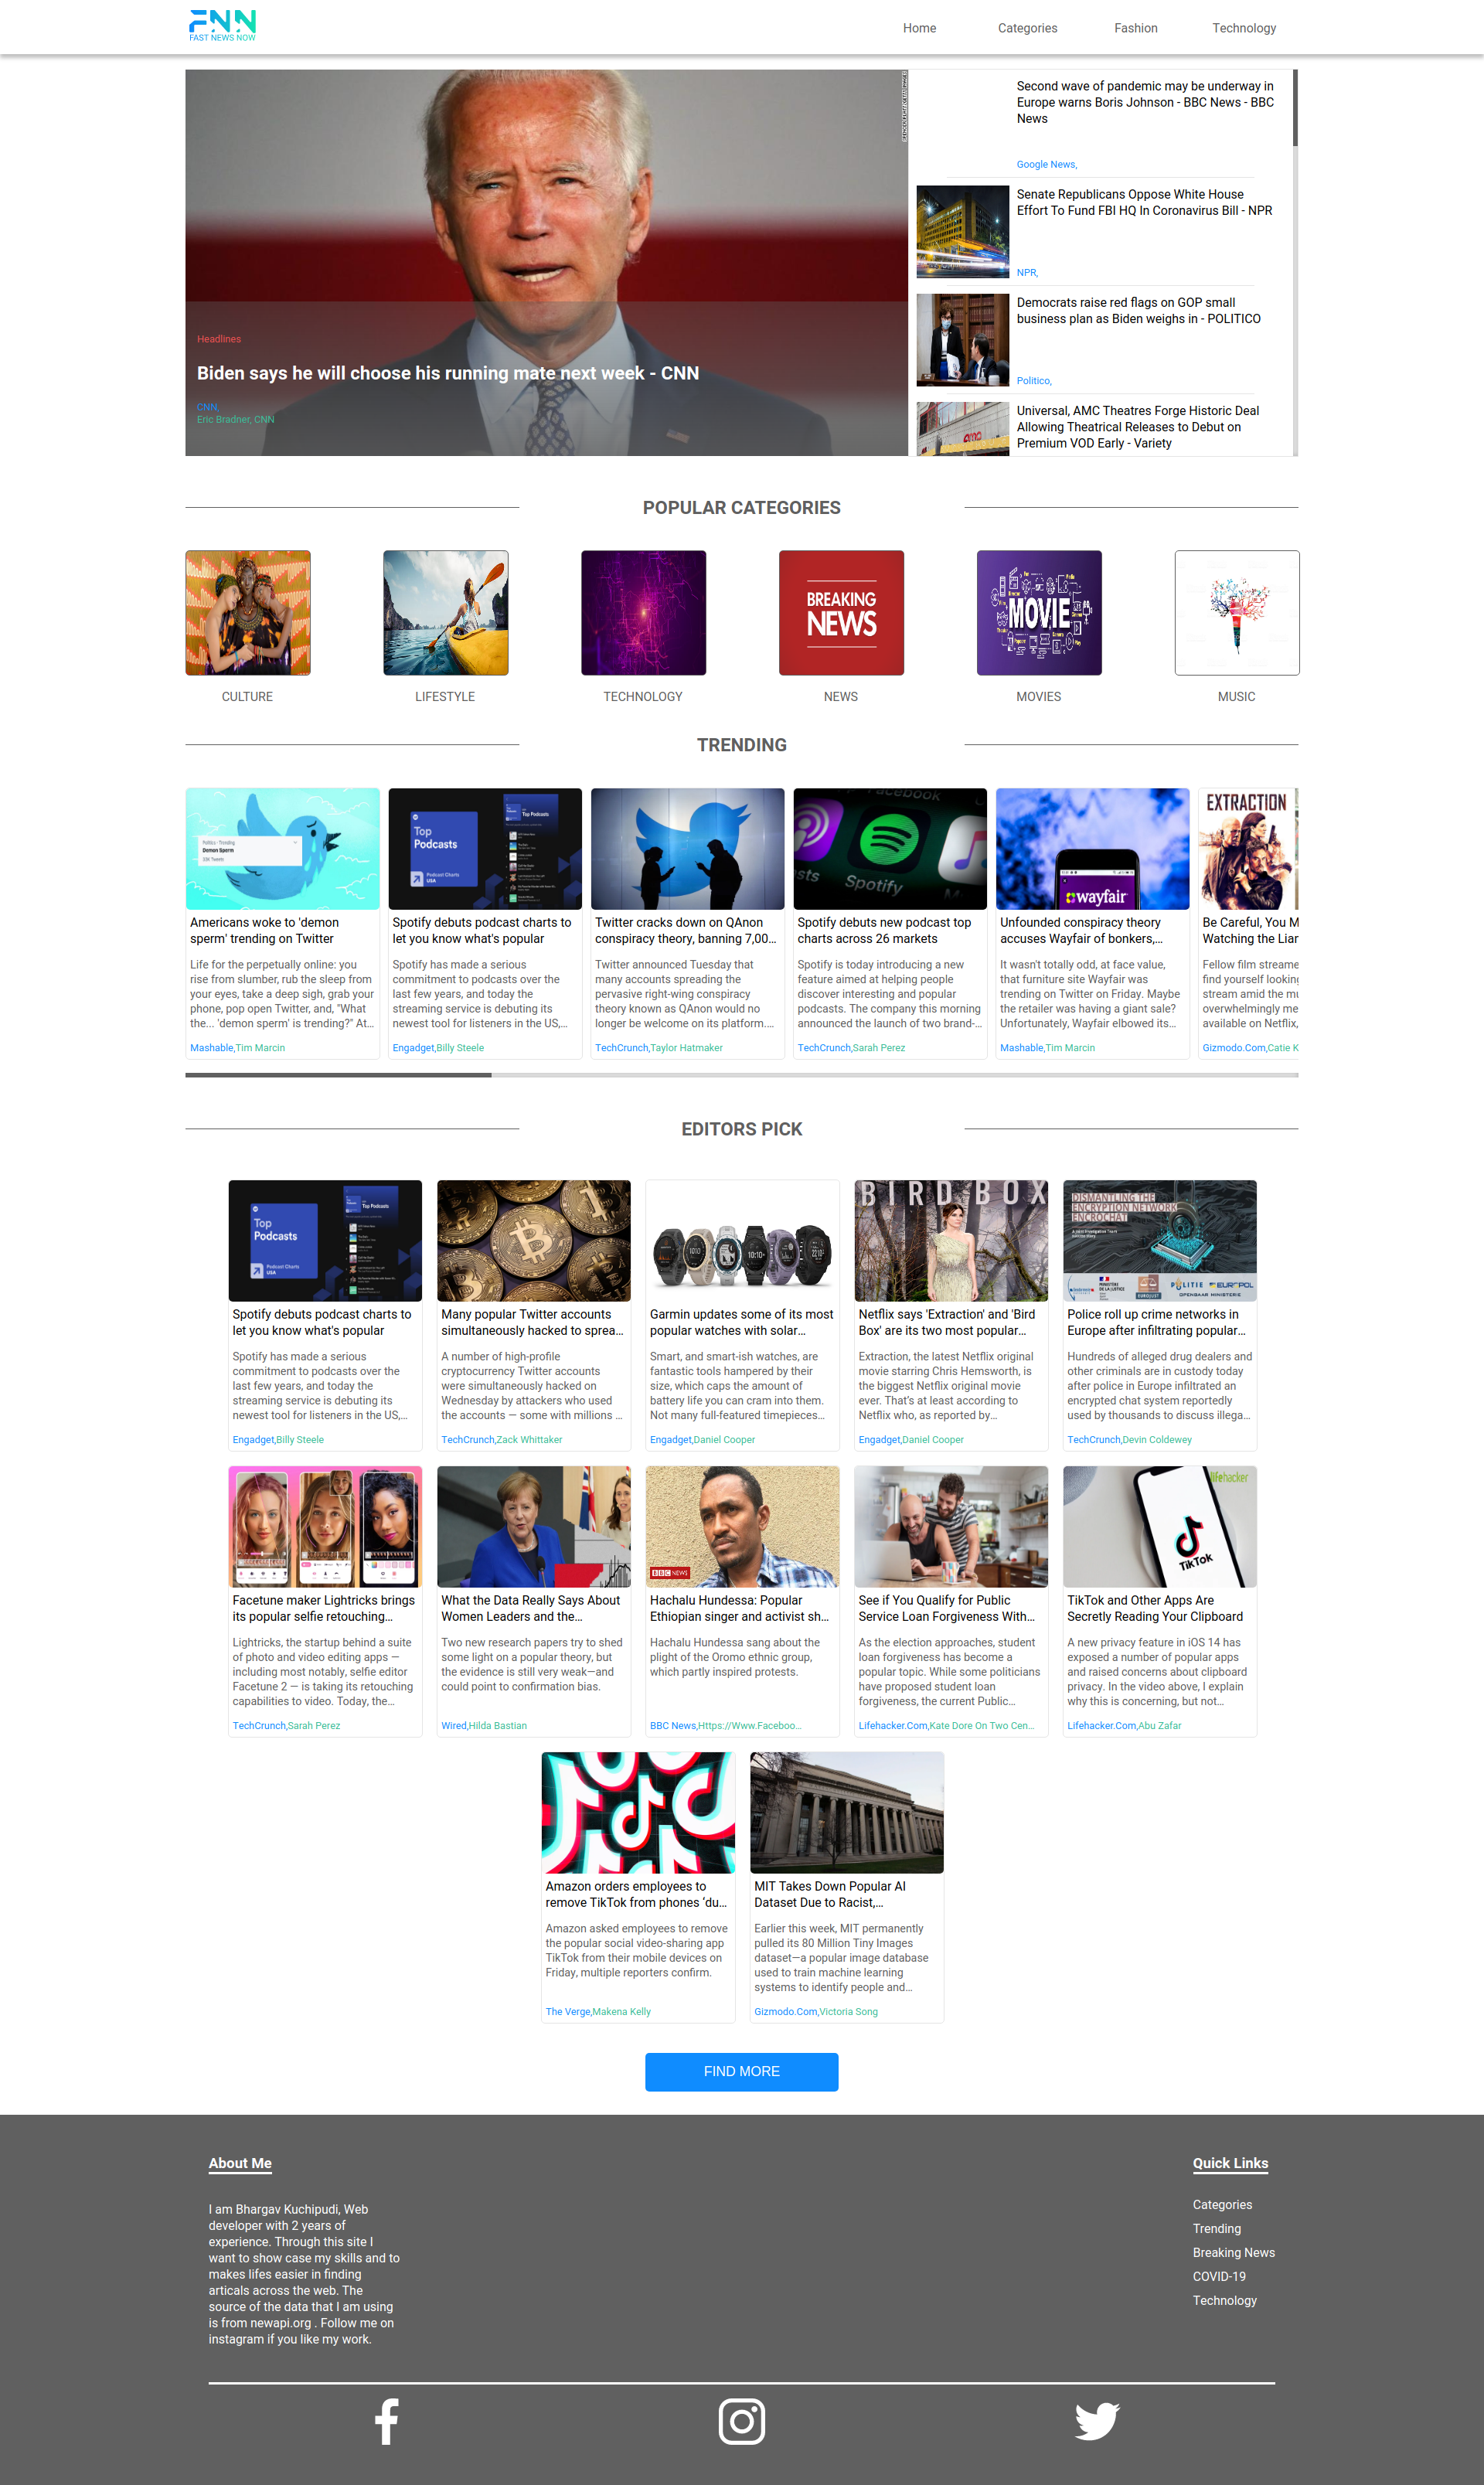 FNN
FAST NEWS NOW
Home
Categories
Fashion
Technology
Headlines
Biden says he will choose his running mate next week - CNN
CNN,
Eric Bradner, CNN
Second wave of pandemic may be underway in
Europe warns Boris Johnson - BBC News - BBC
News
Google News,
Senate Republicans Oppose White House
Effort To Fund FBI HQ In Coronavirus Bill - NPR
NPR,
Democrats raise red flags on GOP small
business plan as Biden weighs in - POLITICO
Politico,
Universal, AMC Theatres Forge Historic Deal
Allowing Theatrical Releases to Debut on
Premium VOD Early - Variety
amc
POPULAR CATEGORIES
BREAKING
NEWS
MOVIE
CULTURE
LIFESTYLE
TECHNOLOGY
NEWS
MOVIES
MUSIC
TRENDING
Politics · Trending
Demon Sperm
Americans woke to 'demon
sperm' trending on Twitter
Life for the perpetually online: you
rise from slumber, rub the sleep from
your eyes, take a deep sigh, grab your
phone, pop open Twitter, and, "What
the... 'demon sperm' is trending?" At...
Mashable,Tim Marcin
Top
Podcasts
Podcast Charts
USA
Top Podcasts
Spotify debuts podcast charts to
let you know what's popular
Spotify has made a serious
commitment to podcasts over the
last few years, and today the
streaming service is debuting its
newest tool for listeners in the US,...
Engadget,Billy Steele
Twitter cracks down on QAnon
conspiracy theory, banning 7,00...
Twitter announced Tuesday that
many accounts spreading the
pervasive right-wing conspiracy
theory known as QAnon would no
longer be welcome on its platform....
TechCrunch,Taylor Hatmaker
Facebook
sts
Spotify
Spotify debuts new podcast top
charts across 26 markets
Spotify is today introducing a new
feature aimed at helping people
discover interesting and popular
podcasts. The company this morning
announced the launch of two brand-...
TechCrunch,Sarah Perez
wayfair
Unfounded conspiracy theory
accuses Wayfair of bonkers,...
It wasn't totally odd, at face value,
that furniture site Wayfair was
trending on Twitter on Friday. Maybe
the retailer was having a giant sale?
Unfortunately, Wayfair elbowed its...
Mashable,Tim Marcin
EXTRACTION
Be Careful, You M
Watching the Liar
Fellow film streame
find yourself looking
stream amid the mu
overwhelmingly me
available on Netflix,
Gizmodo.Com,Catie K
EDITORS PICK
Top
Podcasts
Podcast Charts
USA
Top Podcasts
Spotify debuts podcast charts to
let you know what's popular
Spotify has made a serious
commitment to podcasts over the
last few years, and today the
streaming service is debuting its
newest tool for listeners in the US,...
Engadget,Billy Steele
Many popular Twitter accounts
simultaneously hacked to sprea...
A number of high-profile
cryptocurrency Twitter accounts
were simultaneously hacked on
Wednesday by attackers who used
the accounts — some with millions ...
TechCrunch,Zack Whittaker
Garmin updates some of its most
popular watches with solar...
Smart, and smart-ish watches, are
fantastic tools hampered by their
size, which caps the amount of
battery life you can cram into them.
Not many full-featured timepieces...
Engadget,Daniel Cooper
BIRD BOX
Netflix says 'Extraction' and 'Bird
Box' are its two most popular...
Extraction, the latest Netflix original
movie starring Chris Hemsworth, is
the biggest Netflix original movie
ever. That's at least according to
Netflix who, as reported by...
Engadget,Daniel Cooper
DISMANTLING THE
ENCRYPTION NETWORK
ENCROCHAT
EUROJUST
POLITIE
EUROPOL
OPENBAAR MINISTERIE
Police roll up crime networks in
Europe after infiltrating popular...
Hundreds of alleged drug dealers and
other criminals are in custody today
after police in Europe infiltrated an
encrypted chat system reportedly
used by thousands to discuss illega...
TechCrunch,Devin Coldewey
Facetune maker Lightricks brings
its popular selfie retouching...
Lightricks, the startup behind a suite
of photo and video editing apps —
including most notably, selfie editor
Facetune 2 — is taking its retouching
capabilities to video. Today, the...
TechCrunch,Sarah Perez
What the Data Really Says About
Women Leaders and the...
Two new research papers try to shed
some light on a popular theory, but
the evidence is still very weak—and
could point to confirmation bias.
Wired,Hilda Bastian
BBC NEWS
Hachalu Hundessa: Popular
Ethiopian singer and activist sh...
Hachalu Hundessa sang about the
plight of the Oromo ethnic group,
which partly inspired protests.
BBC News,Https://Www.Faceboo...
See if You Qualify for Public
Service Loan Forgiveness With...
As the election approaches, student
loan forgiveness has become a
popular topic. While some politicians
have proposed student loan
forgiveness, the current Public...
Lifehacker.Com,Kate Dore On Two Cen...
lifehacker
TikTok
TikTok and Other Apps Are
Secretly Reading Your Clipboard
A new privacy feature in iOS 14 has
exposed a number of popular apps
and raised concerns about clipboard
privacy. In the video above, I explain
why this is concerning, but not...
Lifehacker.Com,Abu Zafar
Amazon orders employees to
remove TikTok from phones ‘du...
Amazon asked employees to remove
the popular social video-sharing app
TikTok from their mobile devices on
Friday, multiple reporters confirm.
The Verge,Makena Kelly
MIT Takes Down Popular AI
Dataset Due to Racist,...
Earlier this week, MIT permanently
pulled its 80 Million Tiny Images
dataset—a popular image database
used to train machine learning
systems to identify people and...
Gizmodo.Com,Victoria Song
FIND MORE
About Me
I am Bhargav Kuchipudi, Web
developer with 2 years of
experience. Through this site I
want to show case my skills and to
makes lifes easier in finding
articals across the web. The
source of the data that I am using
is from newapi.org . Follow me on
instagram if you like my work.
Quick Links
Categories
Trending
Breaking News
COVID-19
Technology